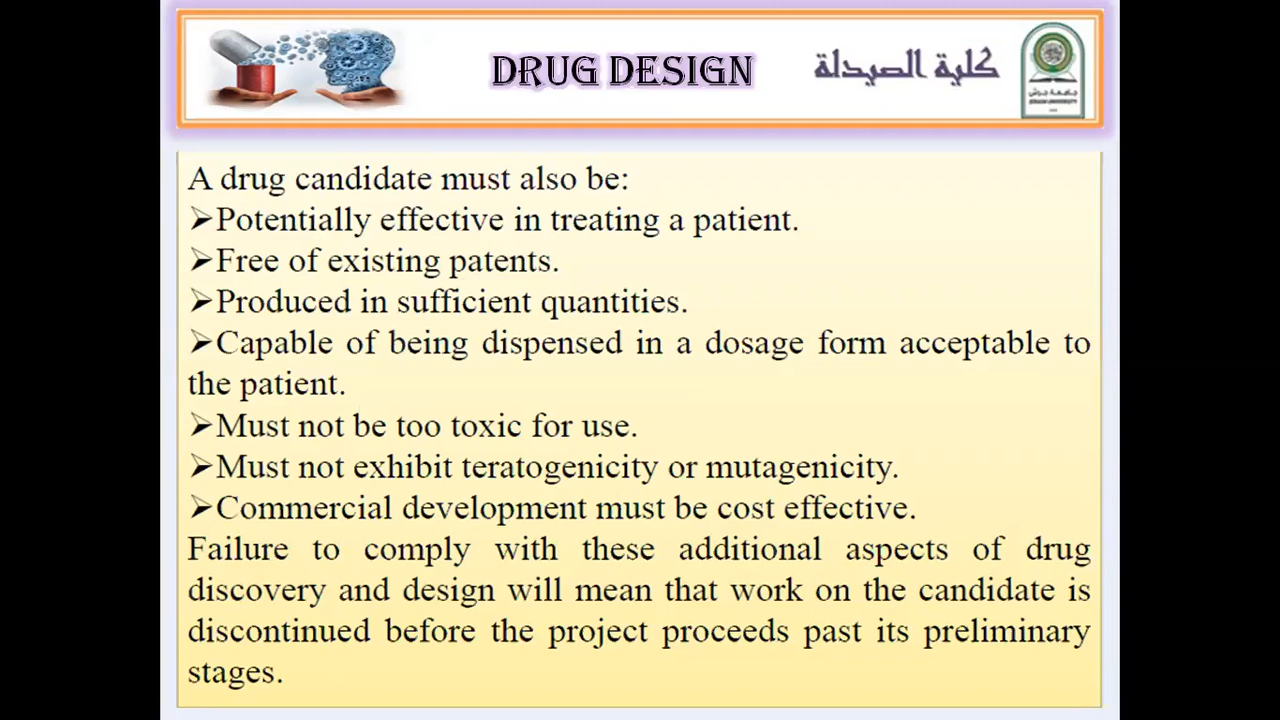 DRUG DESIGN
كلية الصيدلة
جامعة جرش
JERASH UNIVERSITY
A drug candidate must also be:
➢Potentially effective in treating a patient.
➢Free of existing patents.
➢Produced in sufficient quantities.
➢Capable of being dispensed in a dosage form acceptable to
the patient.
➢Must not be too toxic for use.
➢Must not exhibit teratogenicity or mutagenicity.
➢Commercial development must be cost effective.
Failure to comply with these additional aspects of drug
discovery and design will mean that work on the candidate is
discontinued before the project proceeds past its preliminary
stages.